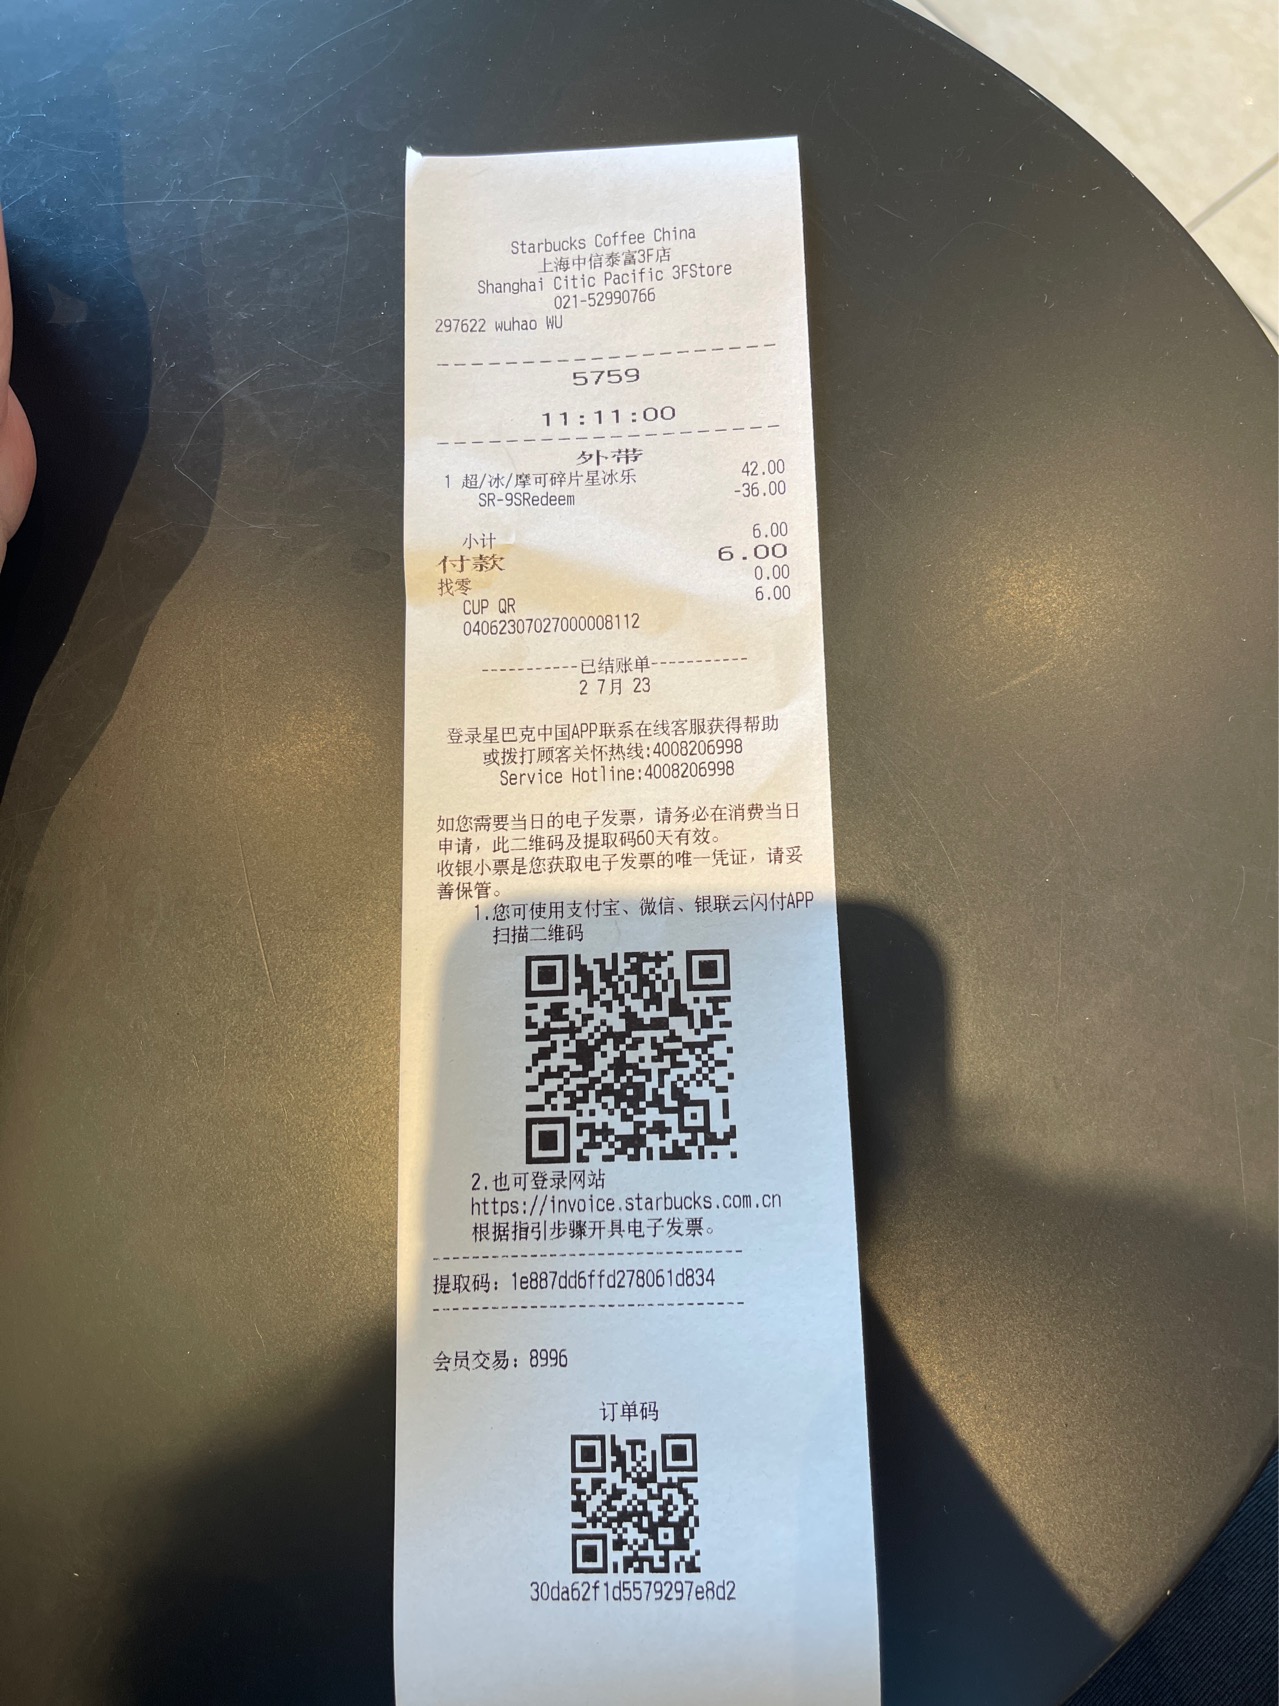 Starbucks Coffee China
上海中信泰富3F店
Shanghai Citic Pacific 3FStore
021-52990766
297622 wuhao WU
5759
11:11:00
外带
1 超/冰/摩可碎片星冰乐 42.00
SR-9SRedeem -36.00
小计 6.00
付款 6.00
找零 0.00
CUP QR 6.00
04062307027000008112
-----------已结账单-----------
2 7月 23
登录星巴克中国APP联系在线客服获得帮助
或拨打顾客关怀热线:4008206998
Service Hotline:4008206998
如您需要当日的电子发票，请务必在消费当日
申请，此二维码及提取码60天有效。
收银小票是您获取电子发票的唯一凭证，请妥
善保管。
1.您可使用支付宝、微信、银联云闪付APP
扫描二维码
2.也可登录网站
https://invoice.starbucks.com.cn
根据指引步骤开具电子发票。
提取码：1e887dd6ffd278061d834
会员交易：8996
订单码
30da62f1d5579297e8d2